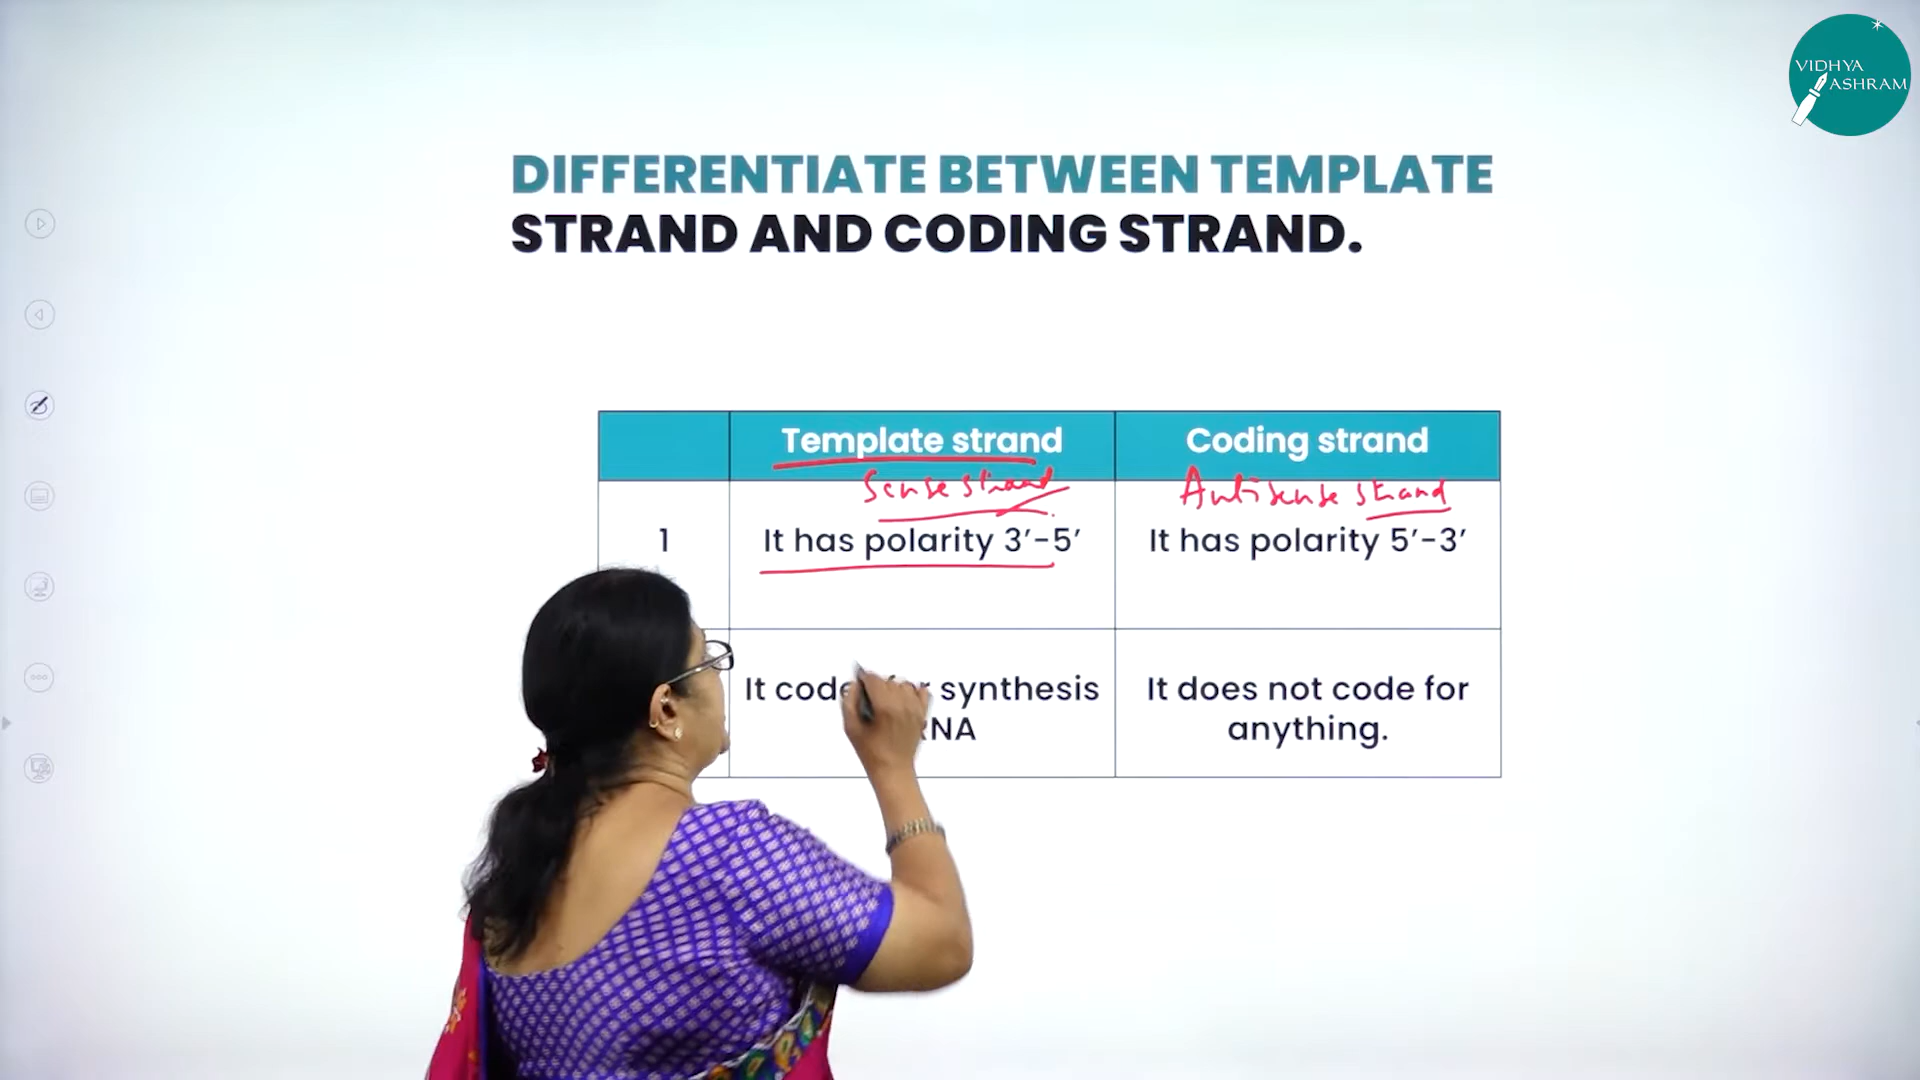 VIDHYA
ASHRAM
DIFFERENTIATE BETWEEN TEMPLATE
STRAND AND CODING STRAND.
Template strand
Coding strand
Sense strand
Antisense strand
1
It has polarity 3’-5’
It has polarity 5’-3’
It code synthesis
It does not code for
anything.